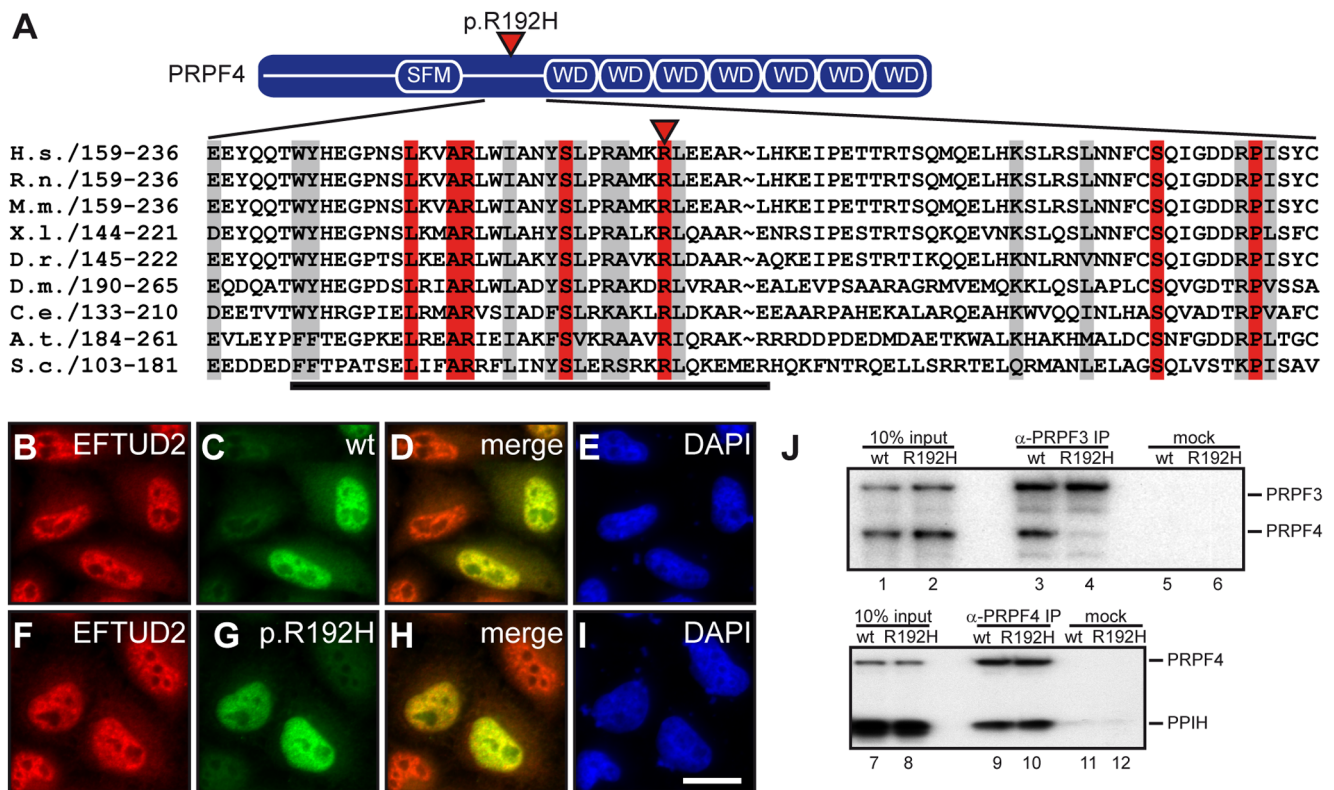 A
p.R192H
PRPF4
SFM WD WD WD WD WD WD WD
H.s./159-236 EEYQQTWYHEGPNSLKVARLWIANYSLPRAMKRLEEAR~LHKEIPETTRTSQMQELHKSLRSLNNFCSQIGDDRPISYC
R.n./159-236 EEYQQTWYHEGPNSLKVARLWIANYSLPRAMKRLEEAR~LHKEIPETTRTSQMQELHKSLRSLNNFCSQIGDDRPISYC
M.m./159-236 EEYQQTWYHEGPNSLKVARLWIANYSLPRAMKRLEEAR~LHKEIPETTRTSQMQELHKSLRSLNNFCSQIGDDRPISYC
X.l./144-221 DEYQQTWYHEGPNSLKMARLWLAHYSLPRALKRLQAAR~ENRSIPETTRTSQKQEVNKSLQSLNNFCSQIGDDRPLSFC
D.r./145-222 EEYQQTWYHEGPTSLKEARLWLANYSLPRAVKRLDAAR~AQKEIPESTRTIKQQELHKNLRNVNNFCSQIGDDRPISYC
D.m./190-265 EQDQATWYHEGPDSLRIARLWLADYSLPRAKDRLVRAR~EALEVPSAARAGRMVEMQKKLQSLAPLCSQVGDTRPVSSA
C.e./133-210 DEETVTWYHRGPIELRMARVSIADFSLRKAKLRLDKAR~EEAARPAHEKALARQEAHKWVQQINLHASQVADTRPVAFC
A.t./184-261 EVLEYPFFTEGPKELREARIEIAKFSVKRAAVRIQRAK~RRRDDPDEDMDAETKWALKHAKHMALDCSNFGDDRPLTGC
S.c./103-181 EEDDEDFFTPATSELIFARRFLINYSLERSRKRLQKEMERHQKFNTRQELLSRRTELQRMANLELAGSQLVSTKPISAV
B EFTUD2 C wt D merge E DAPI
F EFTUD2 G p.R192H H merge I DAPI
J
10% input α-PRPF3 IP mock
wt R192H wt R192H wt R192H
PRPF3
PRPF4
1 2 3 4 5 6
10% input α-PRPF4 IP mock
wt R192H wt R192H wt R192H
PRPF4
PPIH
7 8 9 10 11 12